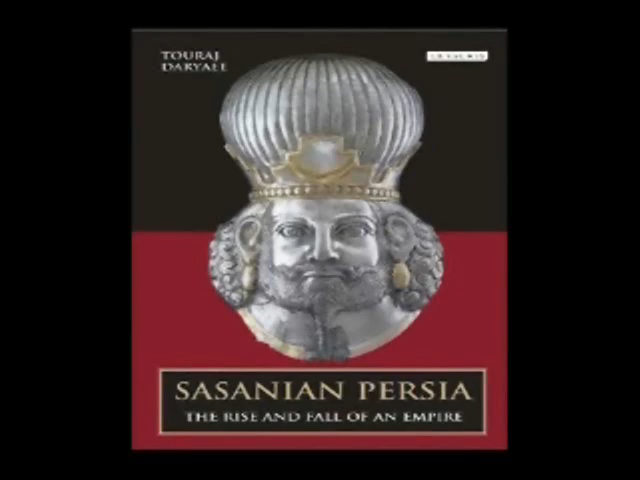 TOURAJ
DARYAEE
SASANIAN PERSIA
THE RISE AND FALL OF AN EMPIRE